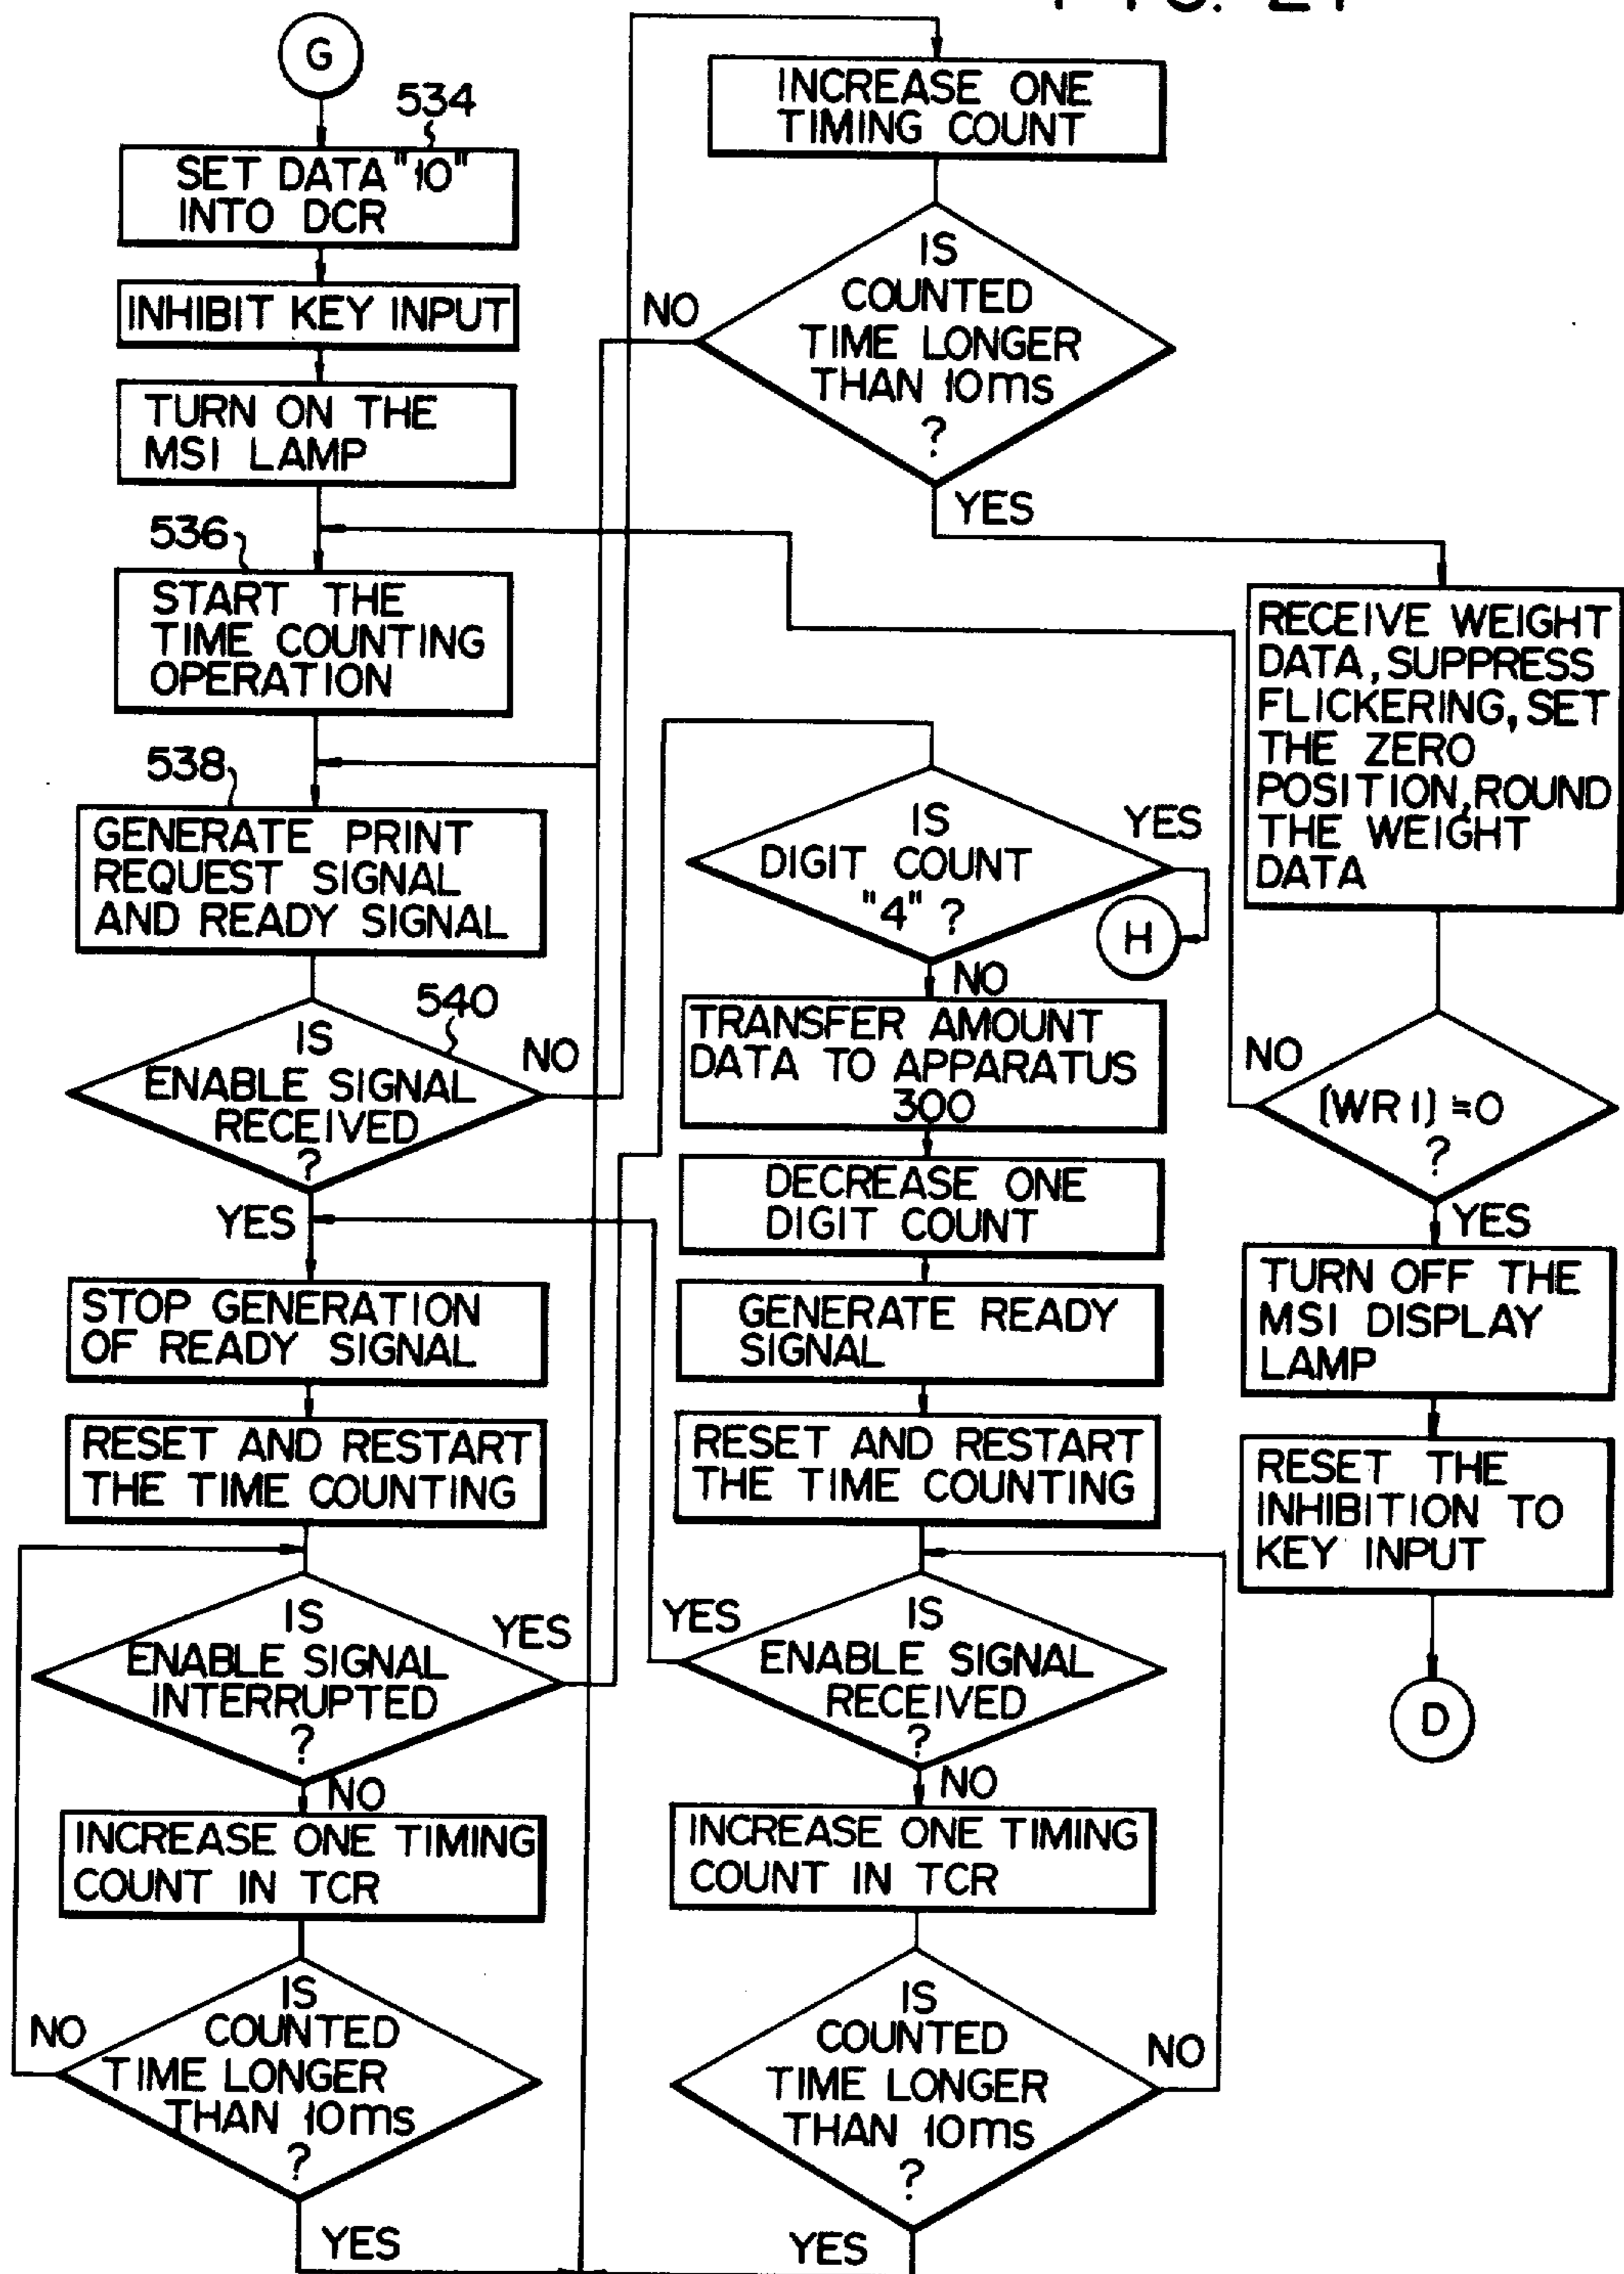 G
534
SET DATA "10"
INTO DCR
INHIBIT KEY INPUT
TURN ON THE
MSI LAMP
536
START THE
TIME COUNTING
OPERATION
538
GENERATE PRINT
REQUEST SIGNAL
AND READY SIGNAL
540
IS
ENABLE SIGNAL
RECEIVED
?
NO
YES
STOP GENERATION
OF READY SIGNAL
RESET AND RESTART
THE TIME COUNTING
IS
ENABLE SIGNAL
INTERRUPTED
?
YES
NO
INCREASE ONE TIMING
COUNT IN TCR
IS
COUNTED
TIME LONGER
THAN 10ms
?
NO
YES
INCREASE ONE
TIMING COUNT
IS
COUNTED
TIME LONGER
THAN 10ms
?
NO
YES
IS
DIGIT COUNT
"4" ?
YES
H
NO
TRANSFER AMOUNT
DATA TO APPARATUS
300
DECREASE ONE
DIGIT COUNT
GENERATE READY
SIGNAL
RESET AND RESTART
THE TIME COUNTING
IS
ENABLE SIGNAL
RECEIVED
?
YES
NO
INCREASE ONE TIMING
COUNT IN TCR
IS
COUNTED
TIME LONGER
THAN 10ms
?
NO
YES
RECEIVE WEIGHT
DATA, SUPPRESS
FLICKERING, SET
THE ZERO
POSITION, ROUND
THE WEIGHT
DATA
(WR1)=0
?
NO
YES
TURN OFF THE
MSI DISPLAY
LAMP
RESET THE
INHIBITION TO
KEY INPUT
D